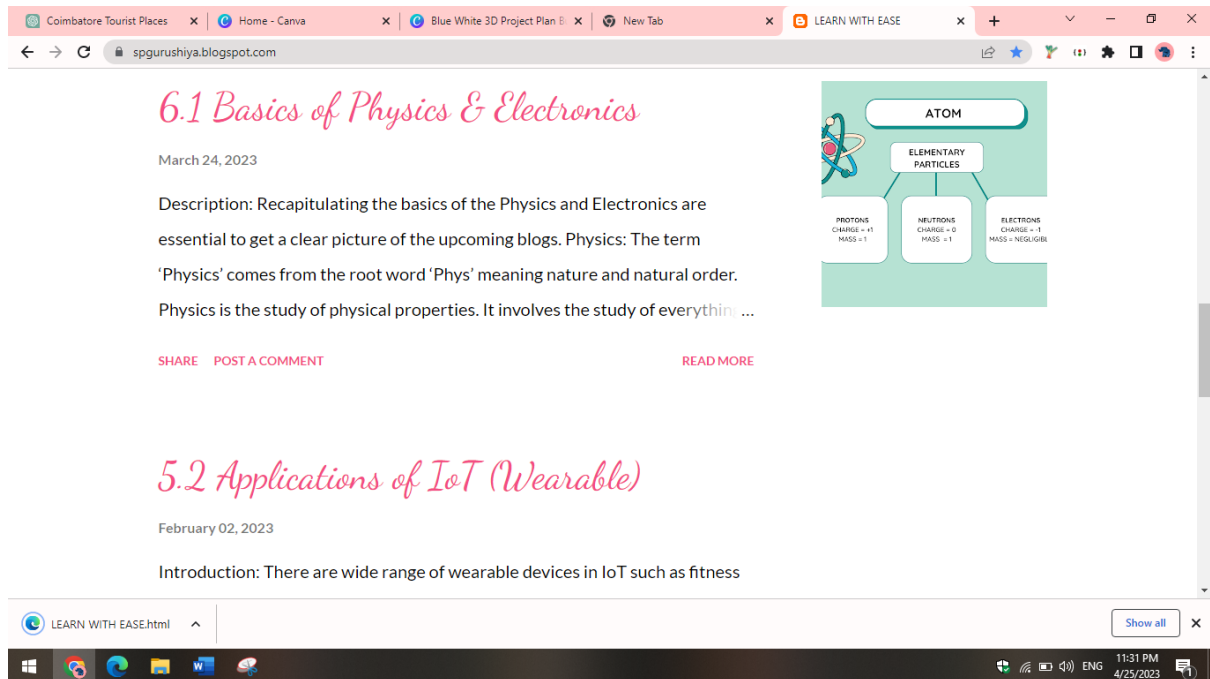 Coimbatore Tourist Places
Home - Canva
Blue White 3D Project Plan B
New Tab
LEARN WITH EASE
spgurushiya.blogspot.com
6.1 Basics of Physics & Electronics
March 24, 2023
Description: Recapitulating the basics of the Physics and Electronics are
essential to get a clear picture of the upcoming blogs. Physics: The term
‘Physics’ comes from the root word ‘Phys’ meaning nature and natural order.
Physics is the study of physical properties. It involves the study of everything ...
SHARE POST A COMMENT READ MORE
ATOM
ELEMENTARY
PARTICLES
PROTONS
CHARGE = +1
MASS = 1
NEUTRONS
CHARGE = 0
MASS = 1
ELECTRONS
CHARGE = -1
MASS = NEGLIGIBL
5.2 Applications of IoT (Wearable)
February 02, 2023
Introduction: There are wide range of wearable devices in IoT such as fitness
LEARN WITH EASE.html
Show all
ENG
11:31 PM
4/25/2023